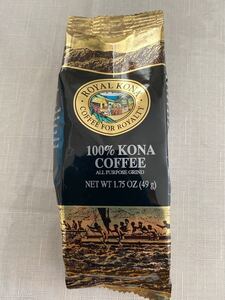 ROYAL KONA
COFFEE FOR ROYALTY
100% KONA
COFFEE
ALL PURPOSE GRIND
NET WT 1.75 OZ (49 g)